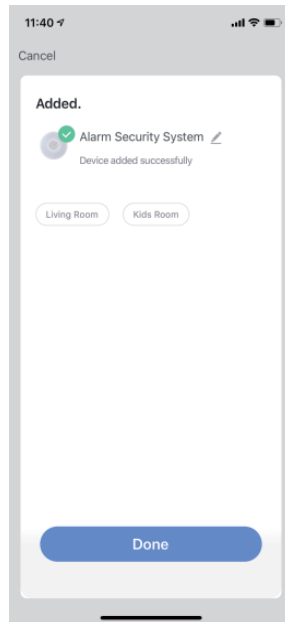 11:40
Cancel
Added.
Alarm Security System
Device added successfully
Living Room
Kids Room
Done